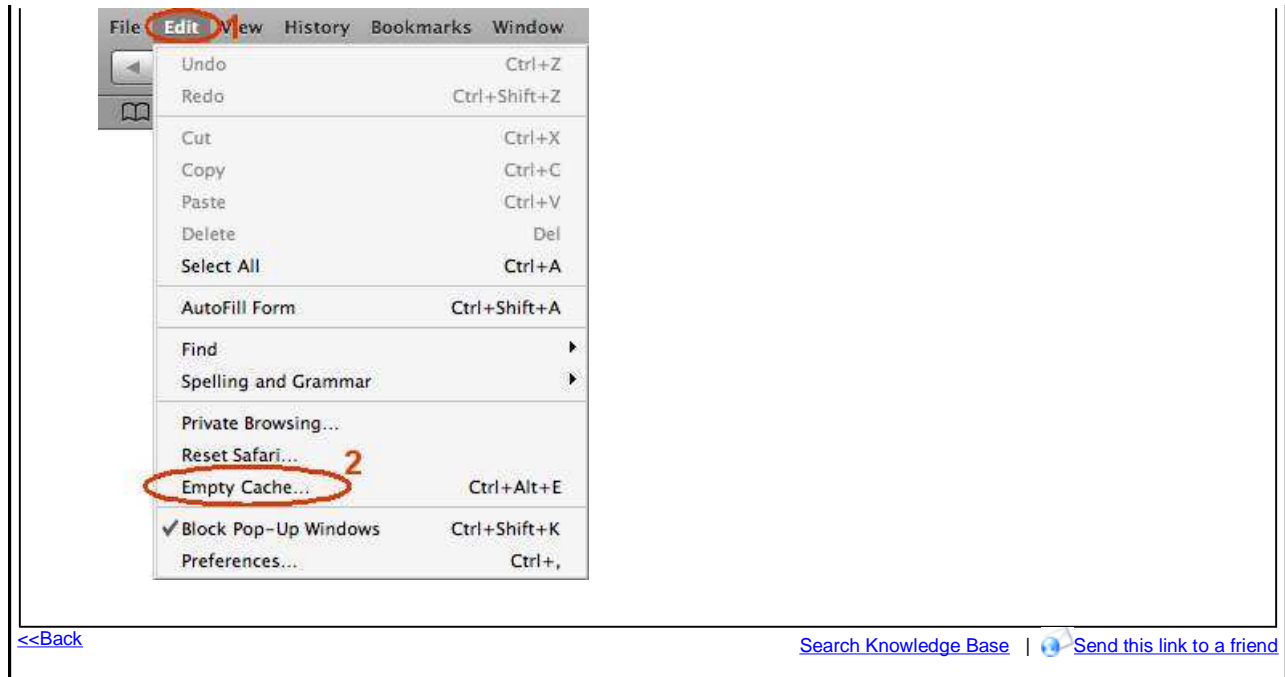 File Edit View History Bookmarks Window
1
Undo Ctrl+Z
Redo Ctrl+Shift+Z
Cut Ctrl+X
Copy Ctrl+C
Paste Ctrl+V
Delete Del
Select All Ctrl+A
AutoFill Form Ctrl+Shift+A
Find
Spelling and Grammar
Private Browsing...
Reset Safari...
2
Empty Cache... Ctrl+Alt+E
Block Pop-Up Windows Ctrl+Shift+K
Preferences... Ctrl+,
<<Back Search Knowledge Base | Send this link to a friend